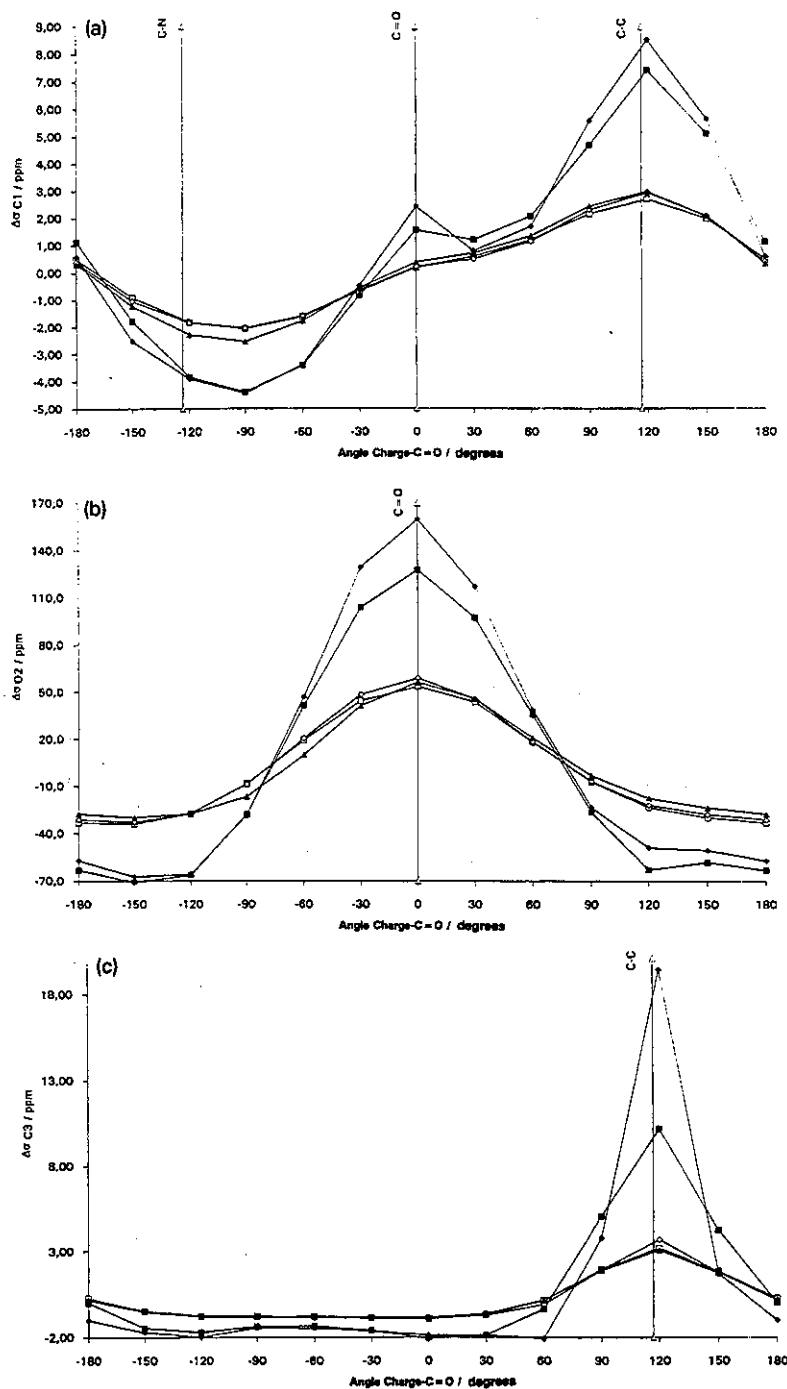 (a)
C-N
C=O
C-C
9,00
8,00
7,00
6,00
5,00
4,00
3,00
2,00
1,00
0,00
-1,00
-2,00
-3,00
-4,00
-5,00
Δσ C1 / ppm
-180 -150 -120 -90 -60 -30 0 30 60 90 120 150 180
Angle Charge-C=O / degrees
(b)
C=O
170,0
140,0
110,0
80,0
50,0
20,0
-10,0
-40,0
-70,0
Δσ O2 / ppm
-180 -150 -120 -90 -60 -30 0 30 60 90 120 150 180
Angle Charge-C=O / degrees
(c)
C-C
18,00
13,00
8,00
3,00
-2,00
Δσ C3 / ppm
-180 -150 -120 -90 -60 -30 0 30 60 90 120 150 180
Angle Charge-C=O / degrees